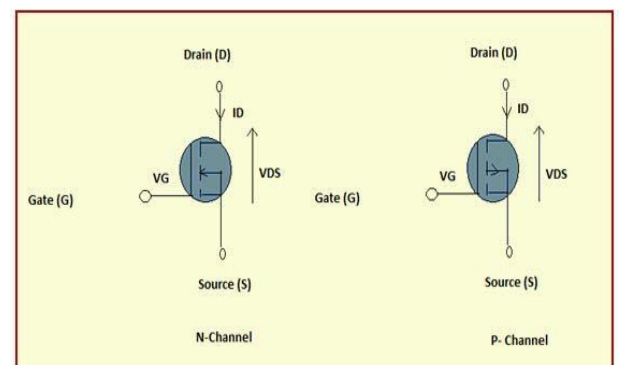 Drain (D)
ID
VG
VDS
Gate (G)
Source (S)
N-Channel
Drain (D)
ID
VG
VDS
Gate (G)
Source (S)
P- Channel